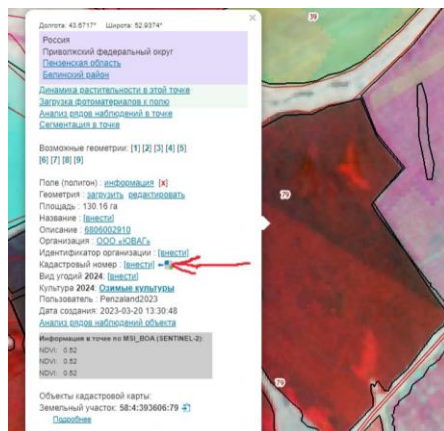 Долгота: 43.6717° Широта: 52.9374°
Россия
Приволжский федеральный округ
Пензенская область
Белинский район
Динамика растительности в этой точке
Загрузка фотоматериалов к полю
Анализ рядов наблюдений в точке
Сегментация в точке
Возможные геометрии: [1] [2] [3] [4] [5]
[6] [7] [8] [9]
Поле (полигон) : информация [x]
Геометрия : загрузить редактировать
Площадь : 130.16 га
Название : [внести]
Описание : 6806002910
Организация : ООО «ЮВАГ»
Идентификатор организации : [внести]
Кадастровый номер : [внести]
Вид угодий 2024: [внести]
Культура 2024: Озимые культуры
Пользователь : Penzaland2023
Дата создания: 2023-03-20 13:30:48
Анализ рядов наблюдений объекта
Информация в точке по MSI_BOA (SENTINEL-2):
NDVI: 0.52
NDVI: 0.52
NDVI: 0.52
Объекты кадастровой карты:
Земельный участок: 58:4:393606:79
Подробнее
39
79
79
79